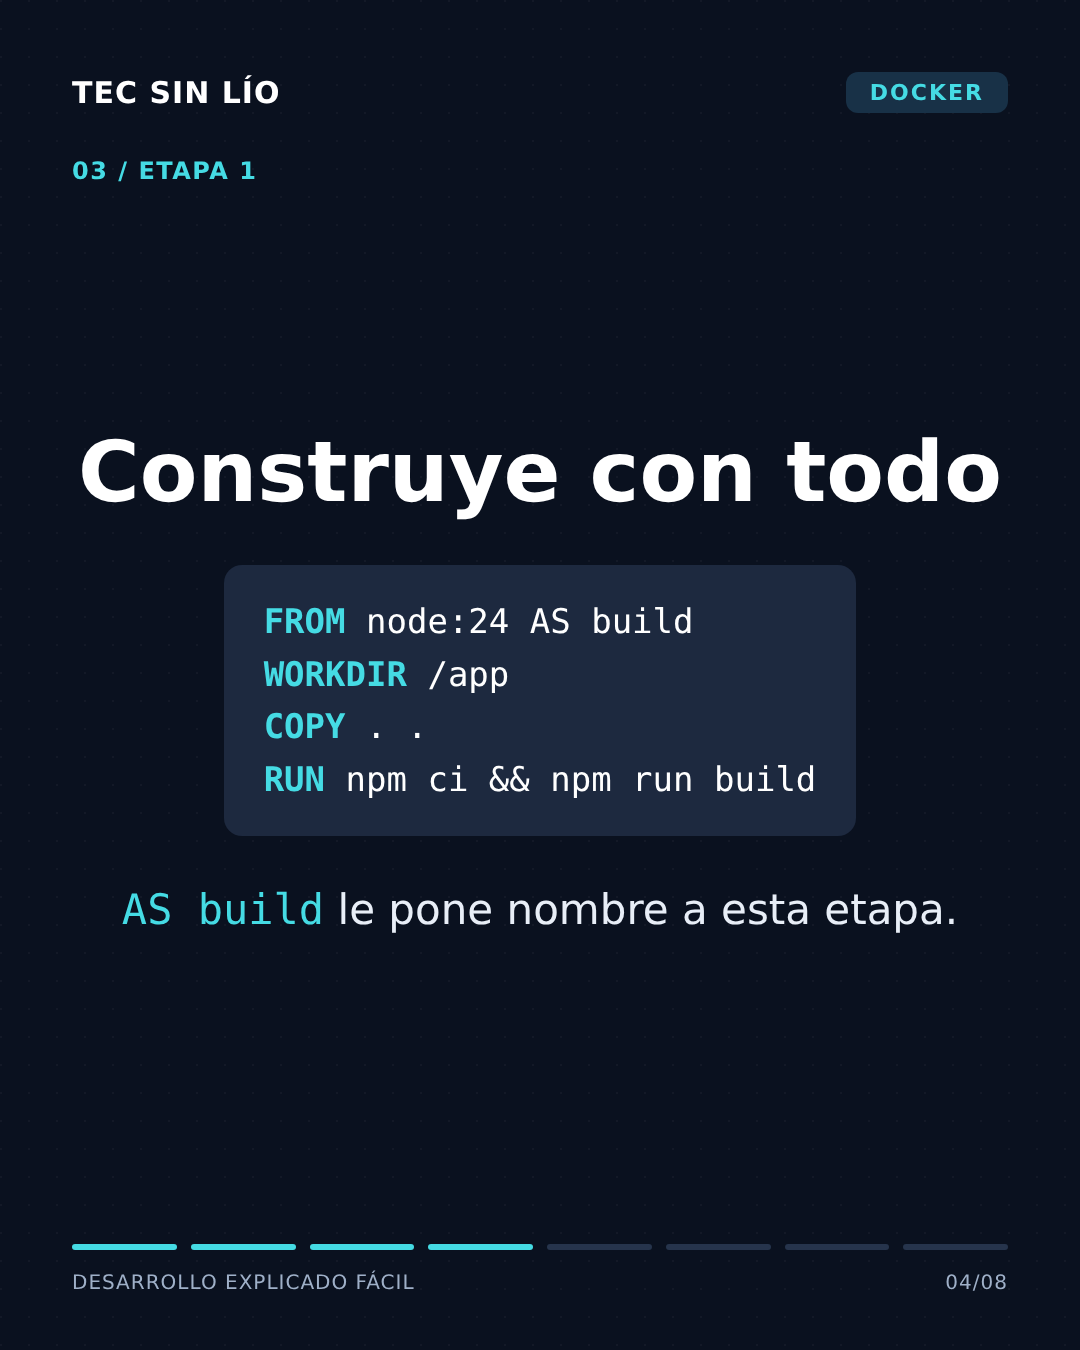 TEC SIN LÍO
DOCKER
03 / ETAPA 1
Construye con todo
FROM node:24 AS build
WORKDIR /app
COPY . .
RUN npm ci && npm run build
AS build le pone nombre a esta etapa.
DESARROLLO EXPLICADO FÁCIL
04/08